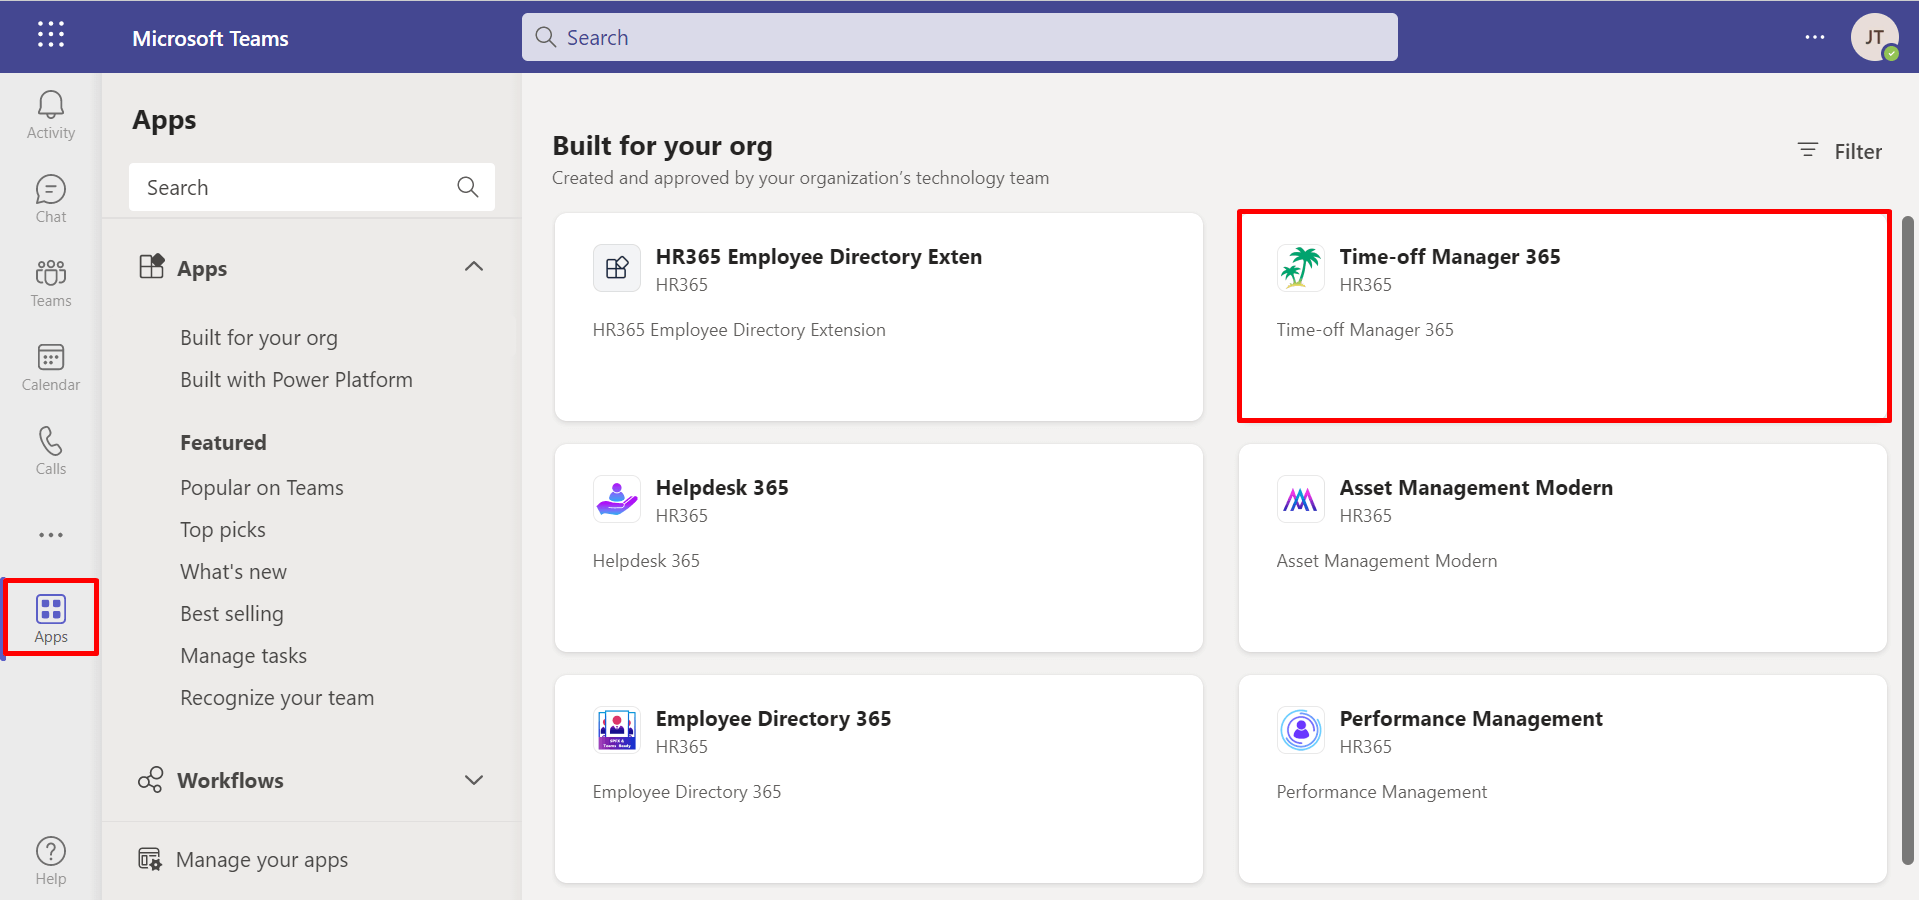 Microsoft Teams
Search
JT
Activity
Chat
Teams
Calendar
Calls
Apps
Help
Apps
Search
Apps
Built for your org
Built with Power Platform
Featured
Popular on Teams
Top picks
What's new
Best selling
Manage tasks
Recognize your team
Workflows
Manage your apps
Built for your org
Created and approved by your organization’s technology team
Filter
HR365 Employee Directory Exten
HR365
HR365 Employee Directory Extension
Time-off Manager 365
HR365
Time-off Manager 365
Helpdesk 365
HR365
Helpdesk 365
Asset Management Modern
HR365
Asset Management Modern
Employee Directory 365
HR365
Employee Directory 365
Performance Management
HR365
Performance Management